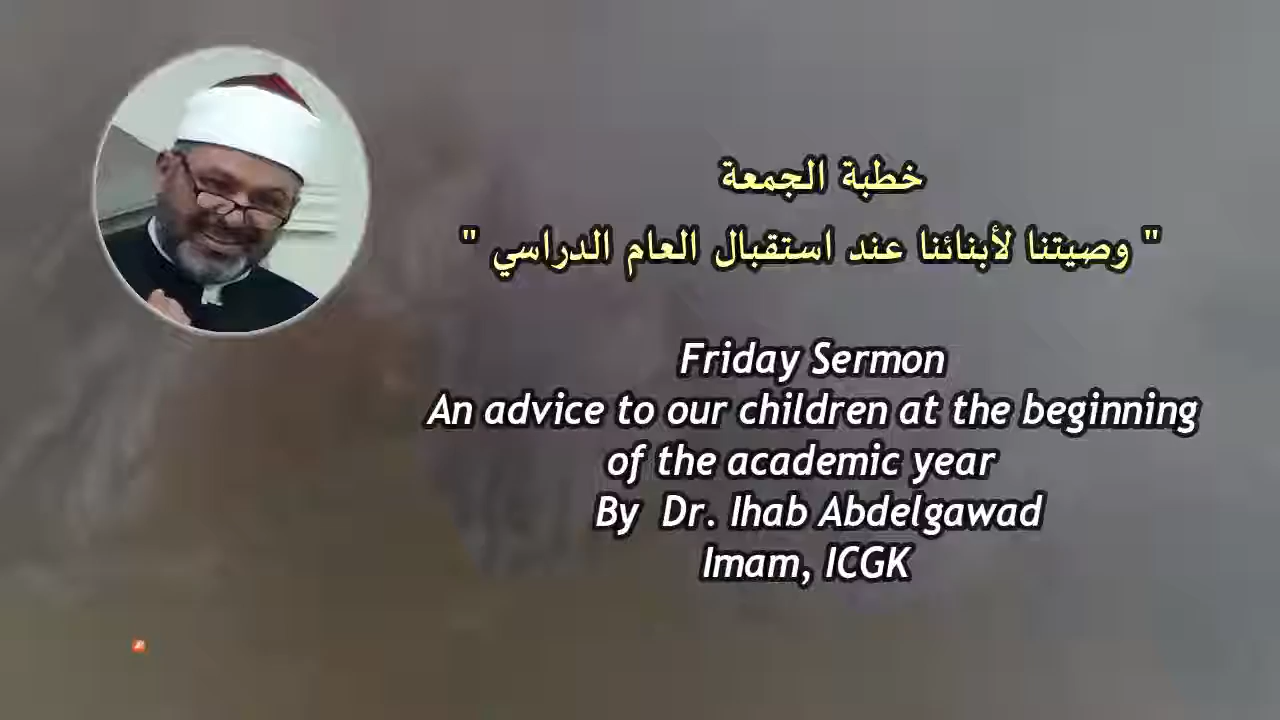 خطبة الجمعة
" وصيتنا لأبنائنا عند استقبال العام الدراسي "
Friday Sermon
An advice to our children at the beginning
of the academic year
By Dr. Ihab Abdelgawad
Imam, ICGK